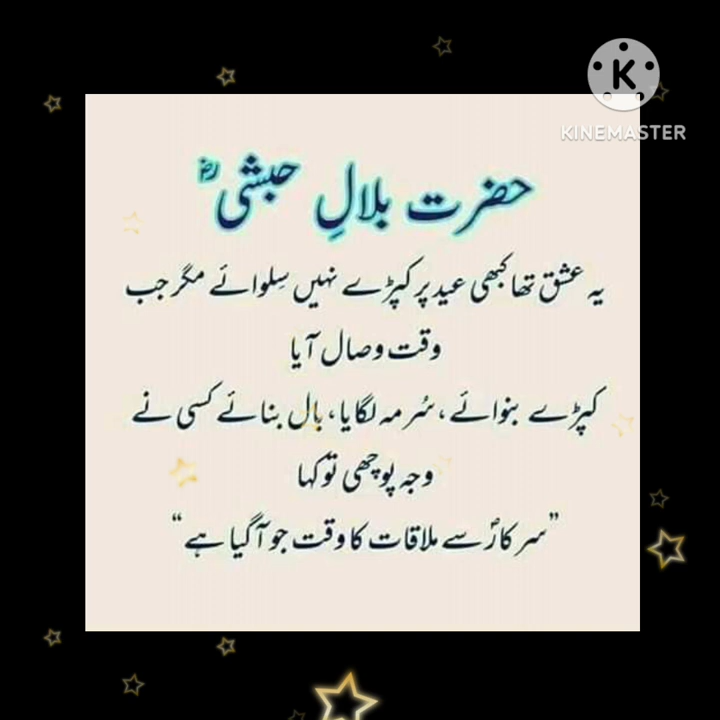 KINEMASTER
حضرت بلالِ حبشیؓ
یہ عشق تھا کبھی عید پر کپڑے نہیں سِلوائے مگر جب
وقت وصال آیا
کپڑے بنوائے، سُرمہ لگایا، بال بنائے کسی نے
وجہ پوچھی تو کہا
”سرکارؐ سے ملاقات کا وقت جو آگیا ہے“